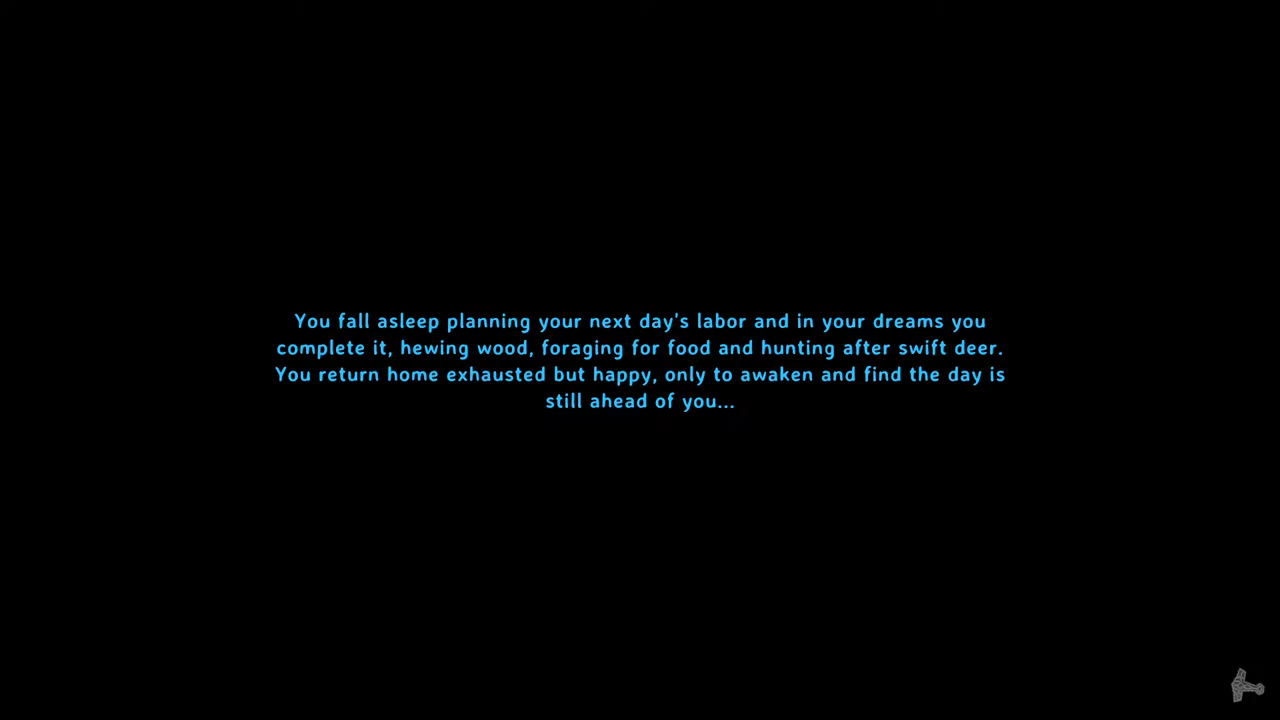 You fall asleep planning your next day's labor and in your dreams you
complete it, hewing wood, foraging for food and hunting after swift deer.
You return home exhausted but happy, only to awaken and find the day is
still ahead of you...